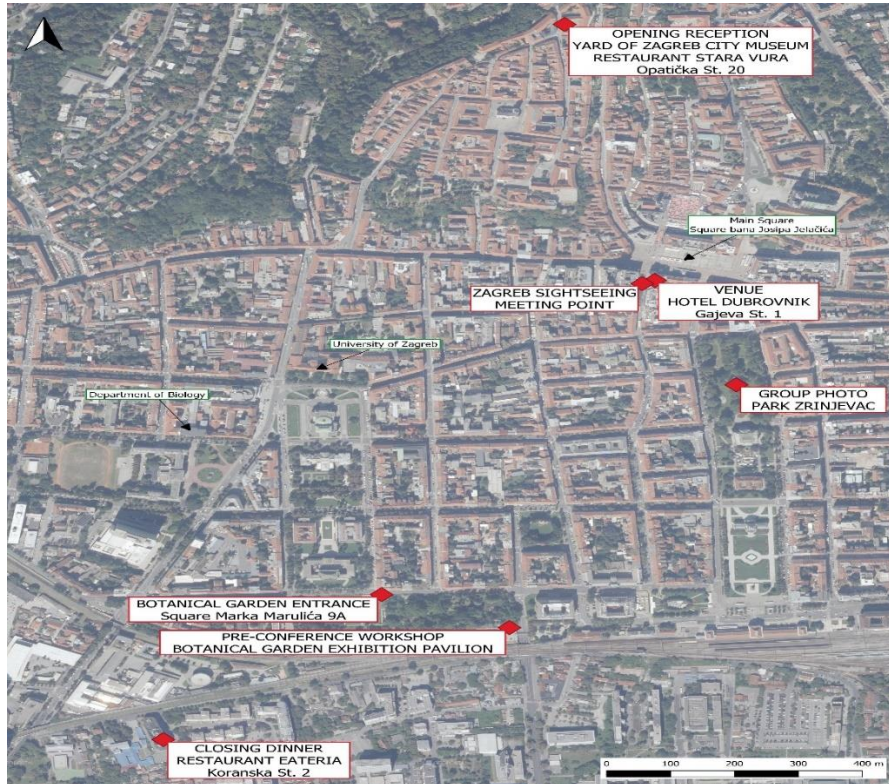 OPENING RECEPTION
YARD OF ZAGREB CITY MUSEUM
RESTAURANT STARA VURA
Opatička St. 20
Main Square
Square bana Josipa Jelačića
ZAGREB SIGHTSEEING
MEETING POINT
VENUE
HOTEL DUBROVNIK
Gajeva St. 1
University of Zagreb
Department of Biology
GROUP PHOTO
PARK ZRINJEVAC
BOTANICAL GARDEN ENTRANCE
Square Marka Marulića 9A
PRE-CONFERENCE WORKSHOP
BOTANICAL GARDEN EXHIBITION PAVILION
CLOSING DINNER
RESTAURANT EATERIA
Koranska St. 2
0 100 200 300 400 m